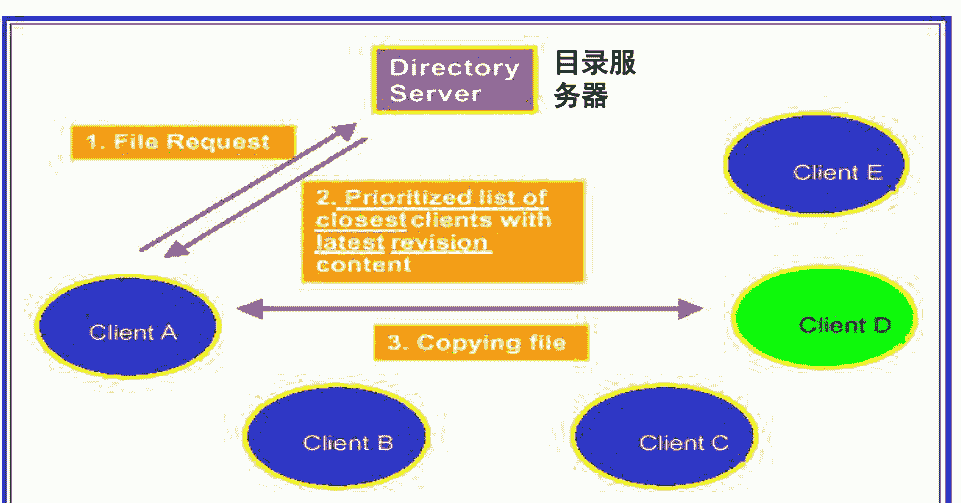 Directory
Server
目录服
务器
1. File Request
2. Prioritized list of
closest clients with
latest revision
content
Client E
Client A
Client D
3. Copying file
Client B
Client C